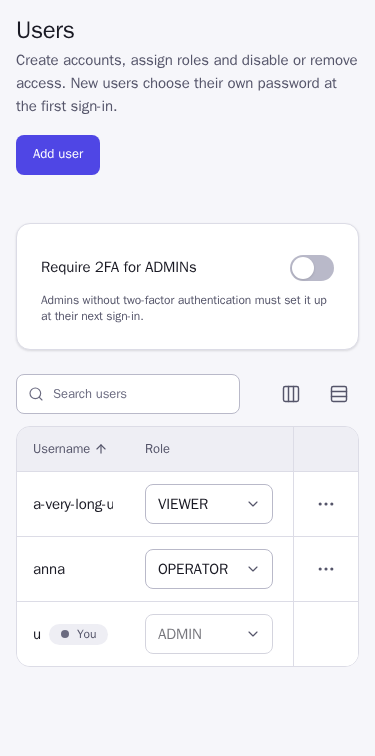 Users
Create accounts, assign roles and disable or remove
access. New users choose their own password at
the first sign-in.
Add user
Require 2FA for ADMINs
Admins without two-factor authentication must set it up
at their next sign-in.
Search users
Username Role
a-very-long-u VIEWER
anna OPERATOR
u You ADMIN